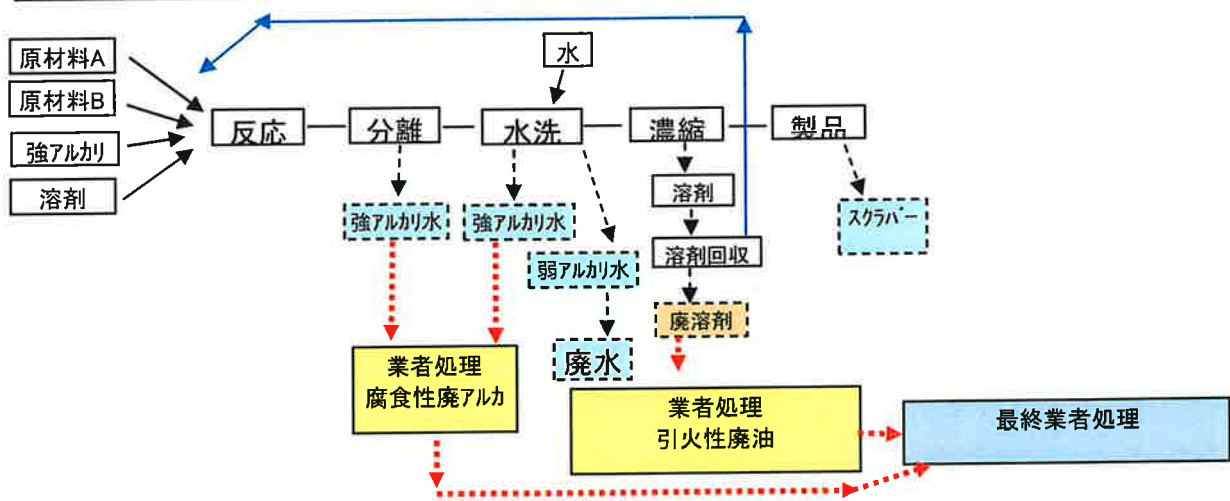 原材料A
原材料B
強アルカリ
溶剤
水
反応
分離
水洗
濃縮
製品
強アルカリ水
強アルカリ水
弱アルカリ水
廃水
溶剤
溶剤回収
廃溶剤
スクラバー
業者処理
腐食性廃アルカ
業者処理
引火性廃油
最終業者処理